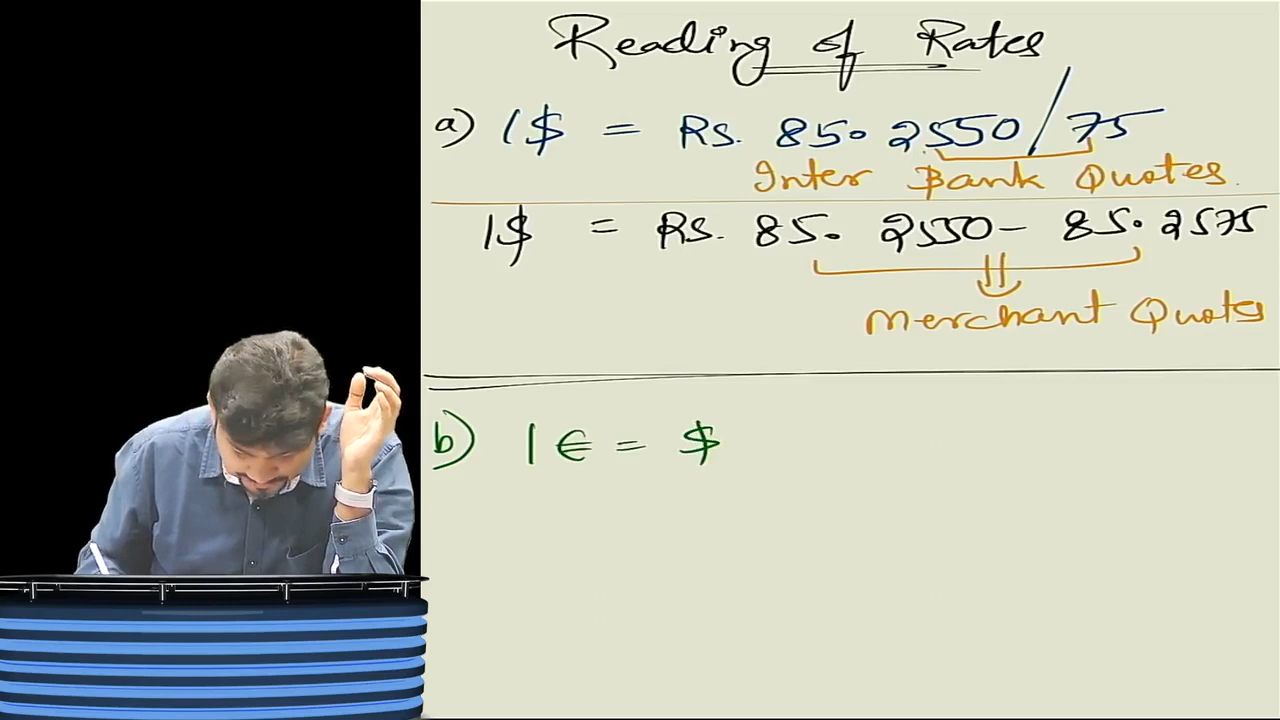 Reading of Rates
a) 1$ = Rs. 85.2550/75
Inter Bank Quotes.
1$ = Rs. 85.2550 - 85.2575
Merchant Quotes
b) 1 € = $